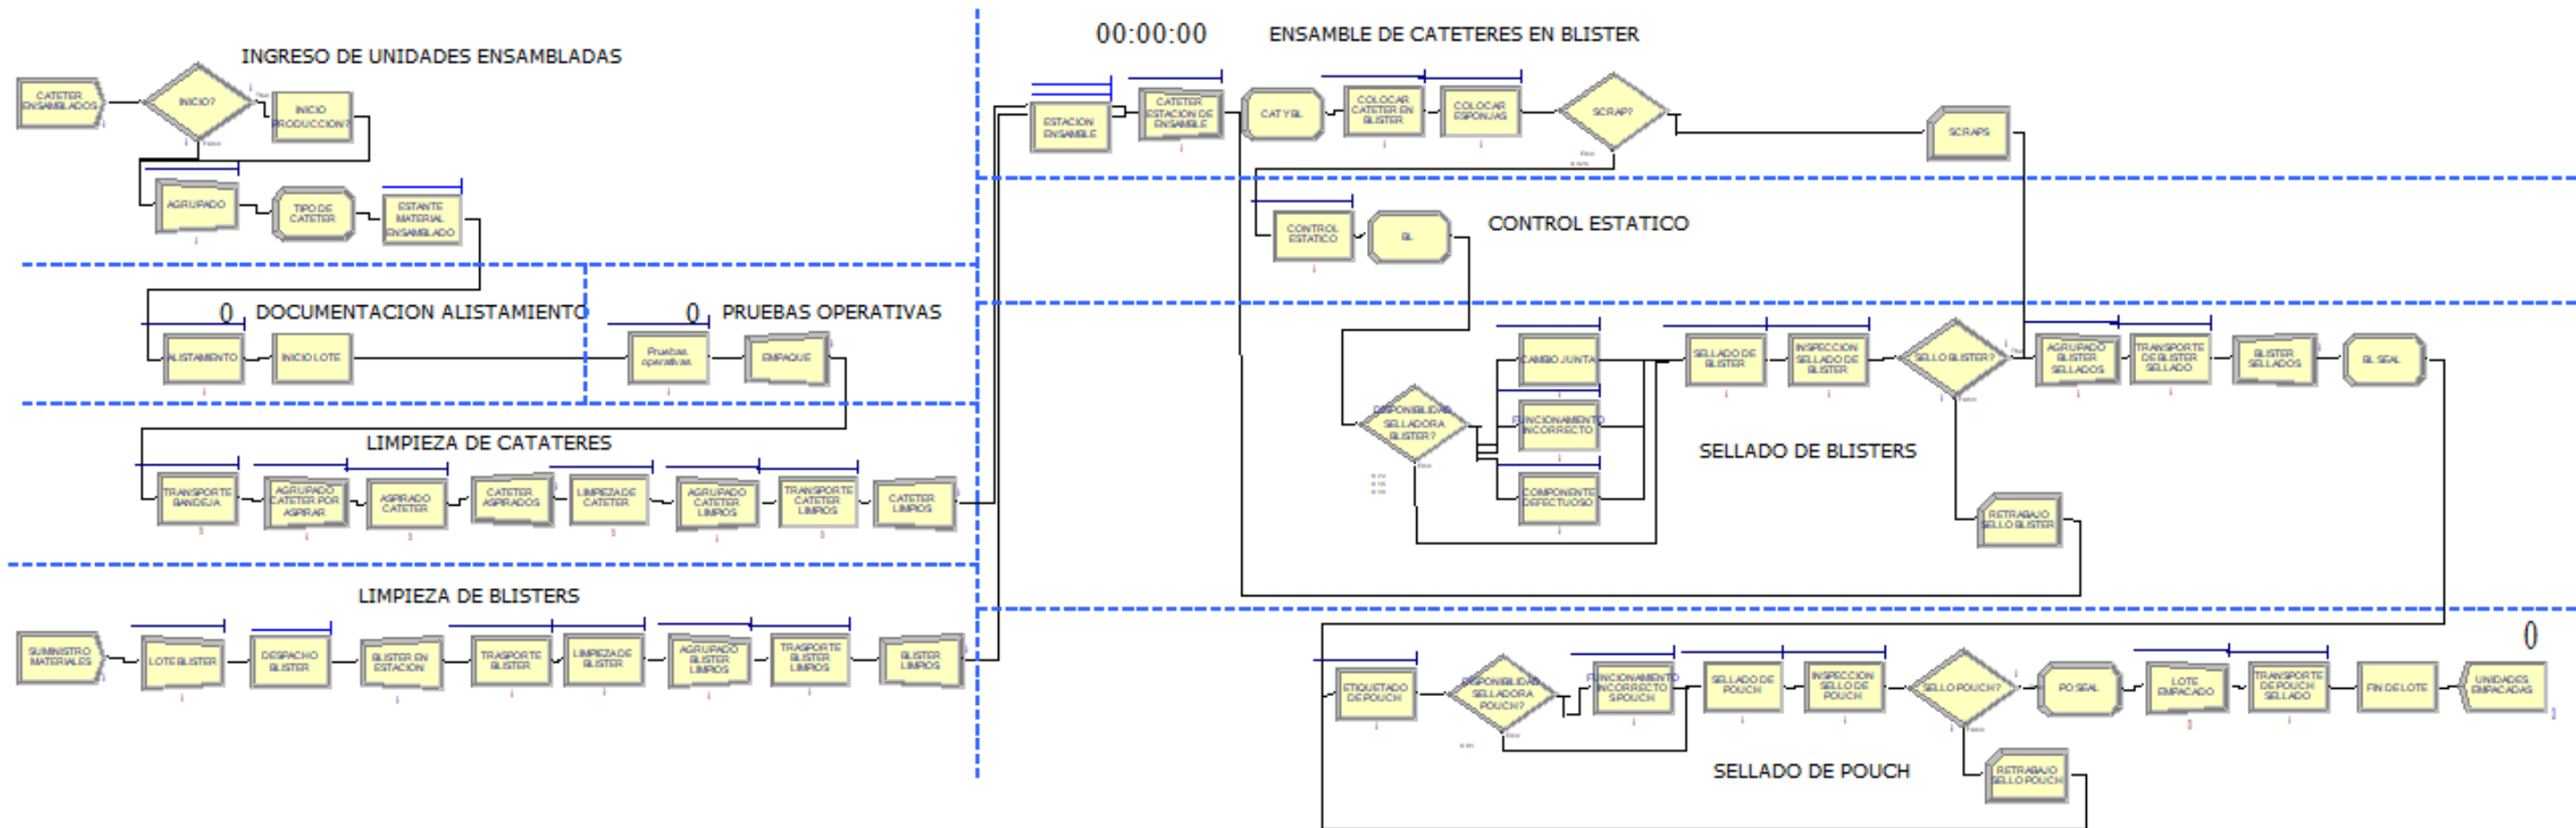 INGRESO DE UNIDADES ENSAMBLADAS
CATETER
ENSAMBLADOS
INICIO?
True
False
INICIO
PRODUCCION?
AGRUPADO
TIPO DE
CATETER
ESTANTE
MATERIAL
ENSAMBLADO
0
DOCUMENTACION ALISTAMIENTO
ALISTAMIENTO
INICIO LOTE
0
PRUEBAS OPERATIVAS
Pruebas
operativas
EMPAQUE
LIMPIEZA DE CATATERES
TRANSPORTE
BANDEJA
AGRUPADO
CATETER POR
ASPIRAR
ASPIRADO
CATETER
CATETER
ASPIRADOS
LIMPIEZA DE
CATETER
AGRUPADO
CATETER
LIMPIOS
TRANSPORTE
CATETER
LIMPIOS
CATETER
LIMPIOS
LIMPIEZA DE BLISTERS
SUMINISTRO
MATERIALES
LOTE BLISTER
DESPACHO
BLISTER
BLISTER EN
ESTACION
TRASPORTE
BLISTER
LIMPIEZA DE
BLISTER
AGRUPADO
BLISTER
LIMPIOS
TRASPORTE
BLISTER
LIMPIOS
BLISTER
LIMPIOS
00:00:00
ENSAMBLE DE CATETERES EN BLISTER
ESTACION
ENSAMBLE
CATETER
ESTACION DE
ENSAMBLE
CAT Y BL
COLOCAR
CATETER EN
BLISTER
COLOCAR
ESPONJAS
SCRAP?
SCRAPS
CONTROL
ESTATICO
BL
CONTROL ESTATICO
DISPONIBILIDAD
SELLADORA
BLISTER?
CAMBIO JUNTA
FUNCIONAMIENTO
INCORRECTO
COMPONENTE
DEFECTUOSO
SELLADO DE
BLISTER
INSPECCION
SELLADO DE
BLISTER
SELLO BLISTER?
True
False
AGRUPADO
BLISTER
SELLADOS
TRANSPORTE
DE BLISTER
SELLADO
BLISTER
SELLADOS
BL SEAL
SELLADO DE BLISTERS
RETRABAJO
SELLO BLISTER
0
ETIQUETADO
DE POUCH
DISPONIBILIDAD
SELLADORA
POUCH?
FUNCIONAMIENTO
INCORRECTO
S POUCH
SELLADO DE
POUCH
INSPECCION
SELLO DE
POUCH
SELLO POUCH?
False
PO SEAL
LOTE
EMPACADO
TRANSPORTE
DE POUCH
SELLADO
FIN DE LOTE
UNIDADES
EMPACADAS
SELLADO DE POUCH
RETRABAJO
SELLO POUCH